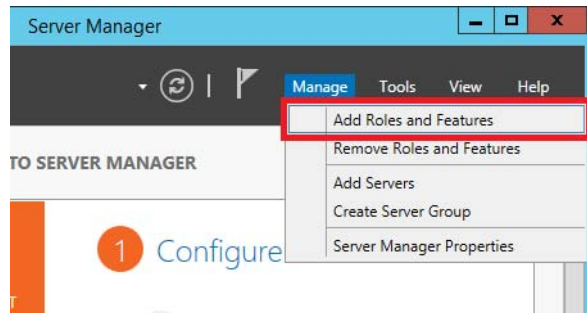 Server Manager
Manage Tools View Help
Add Roles and Features
Remove Roles and Features
TO SERVER MANAGER
Add Servers
Create Server Group
1 Configure
Server Manager Properties
T